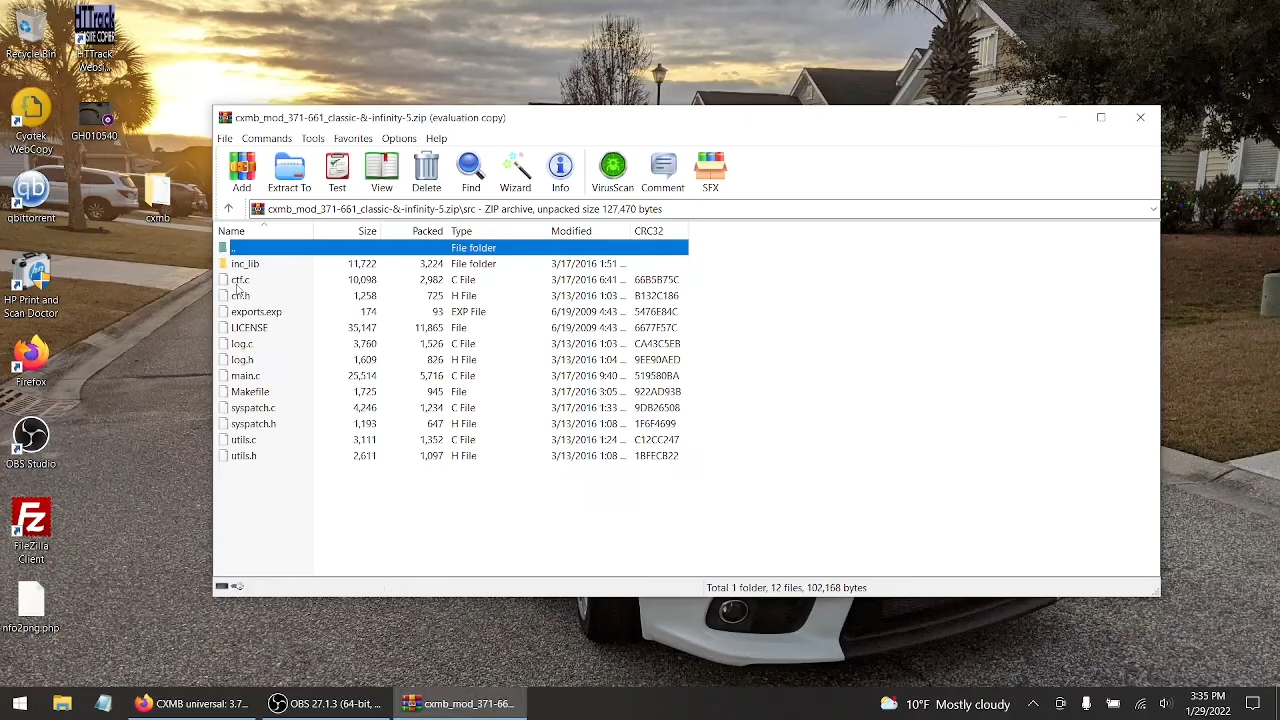 Recycle Bin
HTTrack
WEBSITE COPIER
HTTrack
Websi...
Cyotek
WebCopy
GH010540
qbittorrent
cxmb
HP Print and
Scan Doctor
Firefox
OBS Studio
Fz
FileZilla
Client
nfo2png.php
cxmb_mod_371-661_classic-&-infinity-5.zip (evaluation copy)
File Commands Tools Favorites Options Help
Add Extract To Test View Delete Find Wizard Info VirusScan Comment SFX
cxmb_mod_371-661_classic-&-infinity-5.zip\src - ZIP archive, unpacked size 127,470 bytes
Name Size Packed Type Modified CRC32
.. File folder
inc_lib 11,722 3,224 File folder 3/17/2016 1:51 ...
ctf.c 10,098 2,982 C File 3/17/2016 6:41 ... 66B5B75C
ctf.h 1,258 725 H File 3/13/2016 1:03 ... B132C186
exports.exp 174 93 EXP File 6/19/2009 4:43 ... 5476E84C
LICENSE 35,147 11,865 File 6/19/2009 4:43 ... 6677F57C
log.c 3,760 1,526 C File 3/13/2016 1:03 ... CA43C5EB
log.h 1,609 826 H File 3/13/2016 1:04 ... 9EE90AED
main.c 25,514 5,716 C File 3/17/2016 9:40 ... 519580BA
Makefile 1,725 945 File 3/17/2016 3:05 ... 922AD93B
syspatch.c 4,246 1,234 C File 3/17/2016 1:33 ... 9DB26508
syspatch.h 1,193 647 H File 3/13/2016 1:08 ... 1F6F4699
utils.c 3,111 1,352 C File 3/13/2016 1:24 ... C12CC247
utils.h 2,611 1,097 H File 3/13/2016 1:08 ... 1BFECB22
Total 1 folder, 12 files, 102,168 bytes
CXMB universal: 3.7... OBS 27.1.3 (64-bit, ... cxmb_mod_371-66... 10°F Mostly cloudy
3:35 PM
1/29/2022